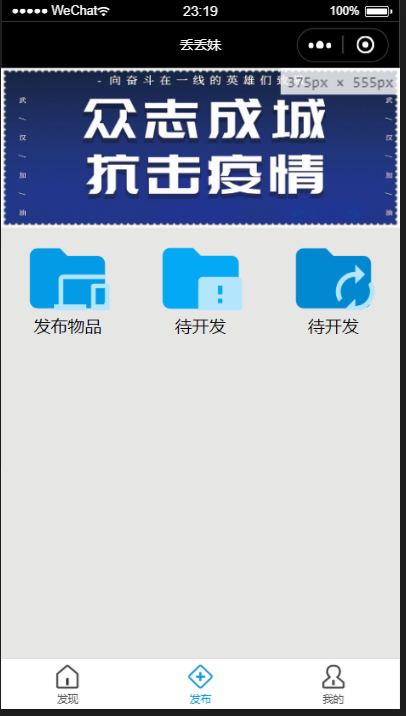 ●●●●● WeChat
23:19
100%
丢丢妹
375px × 555px
- 向奋斗在一线的英雄们致
众志成城
抗击疫情
武 / 汉 / 加 / 油
武 / 汉 / 加 / 油
发布物品
待开发
待开发
发现
发布
我的